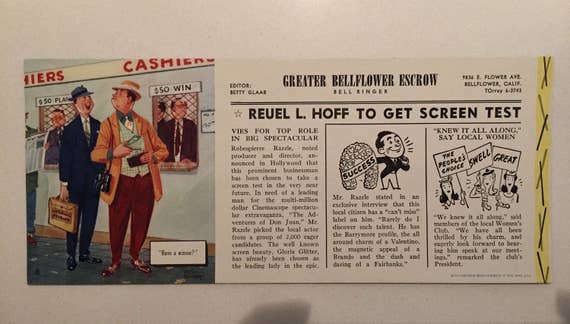 HIERS
CASHIERS
$50 PLA
$50 WIN
"Have a mouse?"
EDITOR:
BETTY GLAAB
GREATER BELLFLOWER ESCROW
BELL RINGER
9836 E. FLOWER AVE.
BELLFLOWER, CALIF.
TOrrey 6-3743
☆ REUEL L. HOFF TO GET SCREEN TEST
VIES FOR TOP ROLE
IN BIG SPECTACULAR
Robespierre Razzle, noted
producer and director, an-
nounced in Hollywood that
this prominent businessman
has been chosen to take a
screen test in the very near
future. In need of a leading
man for the multi-million
dollar Cinemascope spectac-
ular extravaganza, "The Ad-
ventures of Don Juan," Mr.
Razzle picked the local actor
from a group of 2,000 eager
candidates. The well known
screen beauty, Gloria Glitter,
has already been chosen as
the leading lady in the epic.
SUCCESS
Mr. Razzle stated in an
exclusive interview that this
local citizen has a "can't miss"
label on him. "Rarely do I
discover such talent. He has
the Barrymore profile, the all
around charm of a Valentino,
the magnetic appeal of a
Brando and the dash and
daring of a Fairbanks."
"KNEW IT ALL ALONG,"
SAY LOCAL WOMEN
THE PEOPLE'S CHOICE
SWELL
GREAT
"We knew it all along," said
members of the local Women's
Club. "We have all been
thrilled by his charm, and
eagerly look forward to hear-
ing him speak at our meet-
ings," remarked the club's
President.